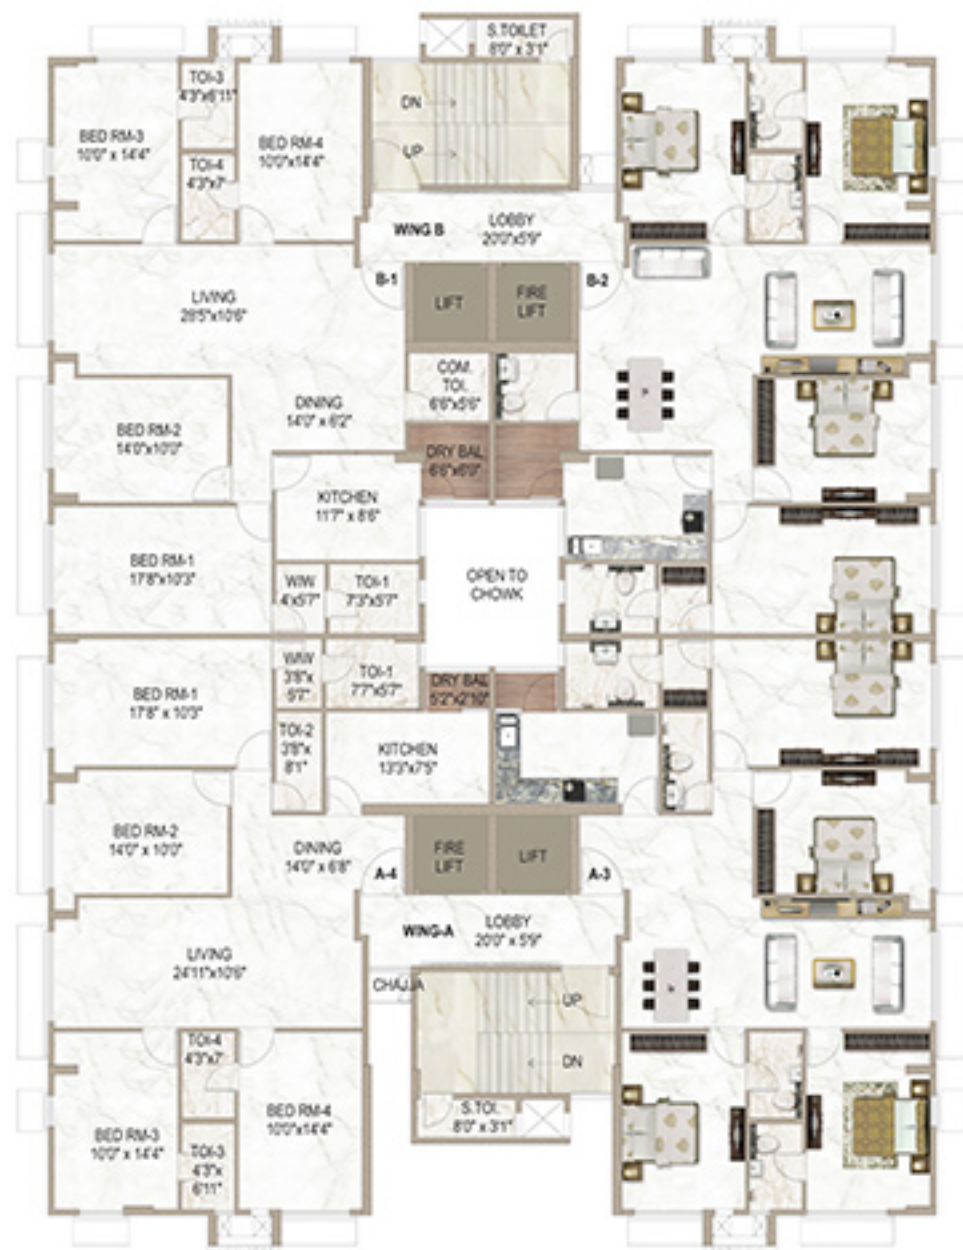 S.TOILET
8'0" x 3'1"
TOI-3
4'3"x6'11"
BED RM-3
10'0" x 14'4"
BED RM-4
10'0"x14'4"
DN
UP
TOI-4
4'3"x7'
WING B
LOBBY
20'0"x5'9"
B-1
B-2
LIFT
FIRE
LIFT
LIVING
26'5"x10'6"
COM.
TOI.
6'6"x5'6"
DINING
14'0" x 6'2"
BED RM-2
14'0"x10'0"
DRY BAL
6'6"x6'0"
KITCHEN
11'7" x 8'6"
BED RM-1
17'8"x10'3"
W/W
4'x5'7"
TOI-1
7'3"x5'7"
OPEN TO
CHOWK
W/W
3'8"x
5'7"
TOI-1
7'7"x5'7"
DRY BAL
5'2"x2'10"
BED RM-1
17'8" x 10'3"
TOI-2
3'8"x
8'1"
KITCHEN
13'3"x7'5"
BED RM-2
14'0" x 10'0"
DINING
14'0" x 6'8"
FIRE
LIFT
LIFT
A-4
A-3
WING-A
LOBBY
20'0" x 5'9"
LIVING
24'11"x10'6"
CHAJJA
UP
DN
TOI-4
4'3"x7'
BED RM-3
10'0" x 14'4"
BED RM-4
10'0"x14'4"
TOI-3
4'3"x
6'11"
S.TOI.
8'0" x 3'1"